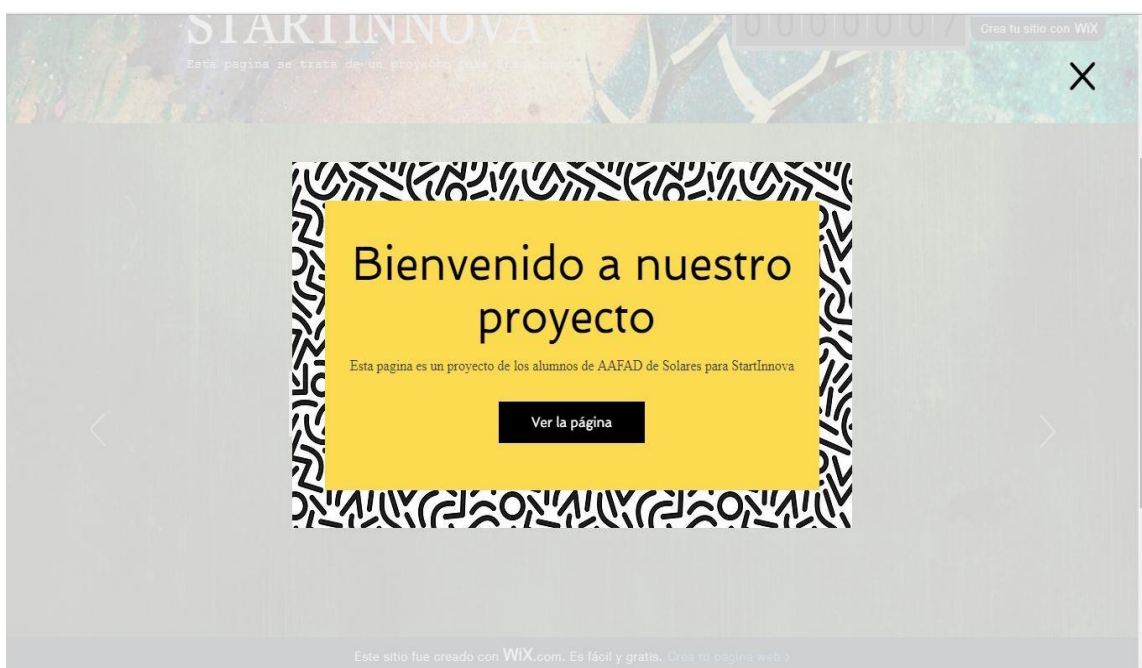 STARTINNOVA
0000007
Crea tu sitio con WiX
Esta pagina se trata de un proyecto para
Bienvenido a nuestro
proyecto
Esta pagina es un proyecto de los alumnos de AAFAD de Solares para StartInnova
Ver la página
Este sitio fue creado con WiX.com. Es fácil y gratis. Crea tu página web >